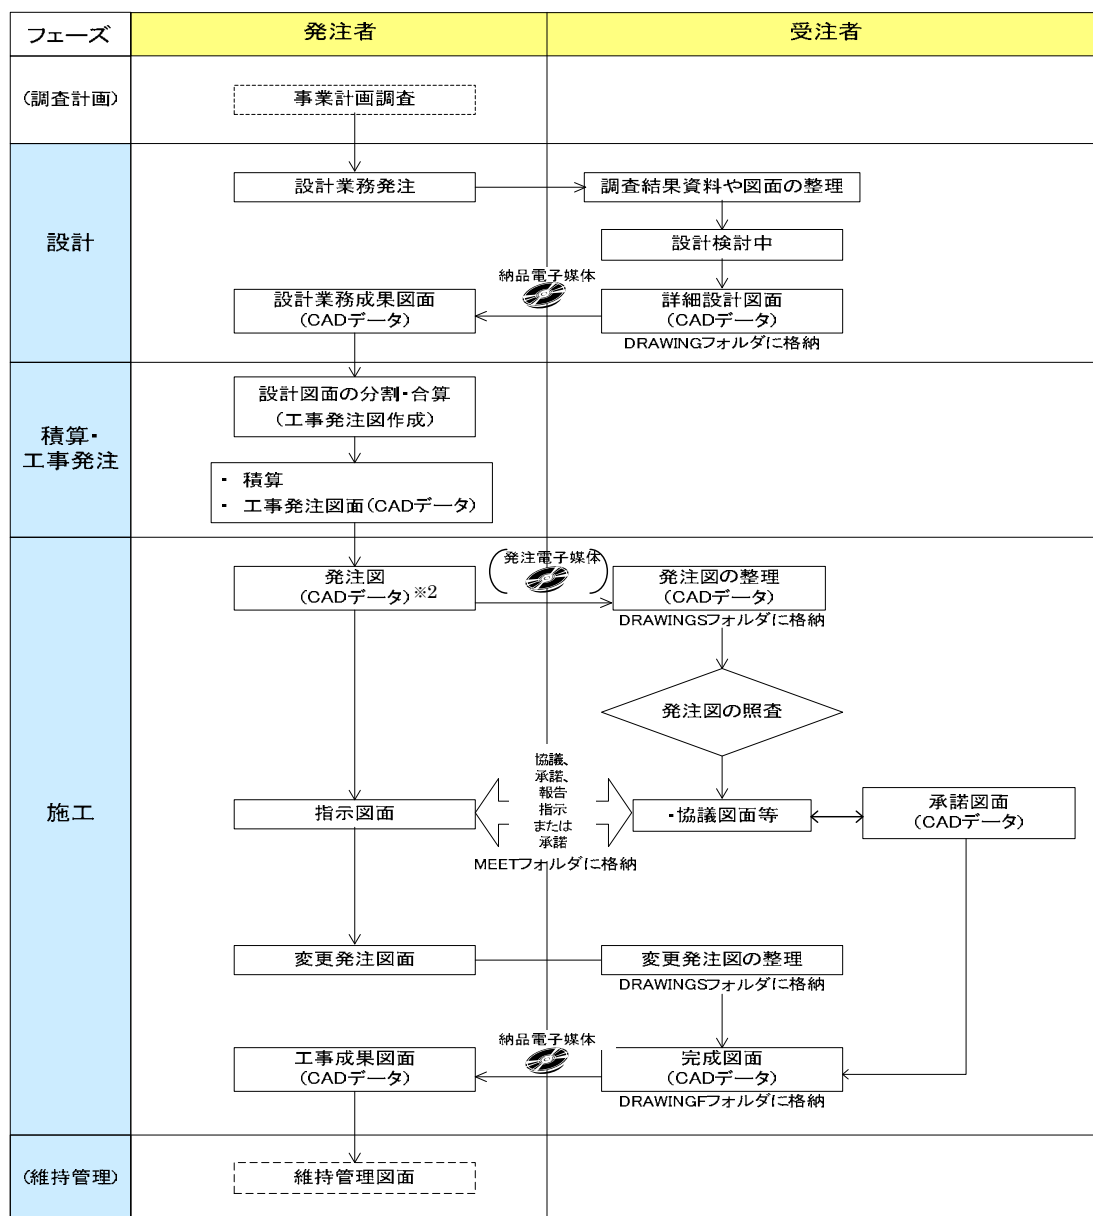 フェーズ
発注者
受注者
(調査計画)
事業計画調査
設計
設計業務発注
調査結果資料や図面の整理
設計検討中
納品電子媒体
設計業務成果図面
(CADデータ)
詳細設計図面
(CADデータ)
DRAWINGフォルダに格納
積算・
工事発注
設計図面の分割・合算
(工事発注図作成)
・ 積算
・ 工事発注図面(CADデータ)
施工
発注図
(CADデータ)※2
発注電子媒体
発注図の整理
(CADデータ)
DRAWINGSフォルダに格納
発注図の照査
協議、
承諾、
報告
指示
または
承諾
指示図面
・協議図面等
承諾図面
(CADデータ)
MEETフォルダに格納
変更発注図面
変更発注図の整理
DRAWINGSフォルダに格納
納品電子媒体
工事成果図面
(CADデータ)
完成図面
(CADデータ)
DRAWINGFフォルダに格納
(維持管理)
維持管理図面